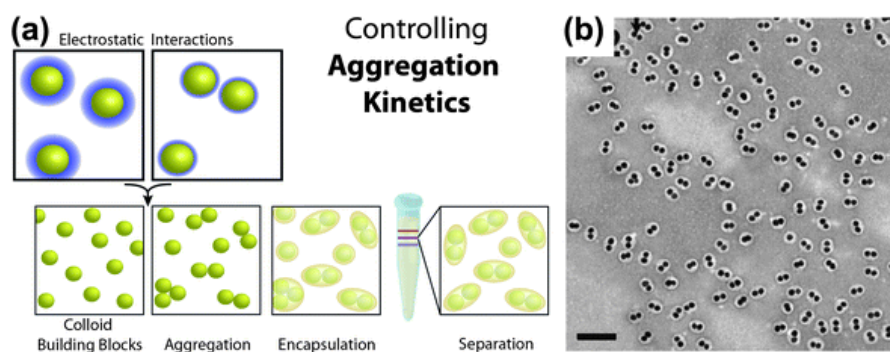 (a)
Electrostatic Interactions
Controlling
Aggregation
Kinetics
(b)
Colloid
Building Blocks
Aggregation
Encapsulation
Separation